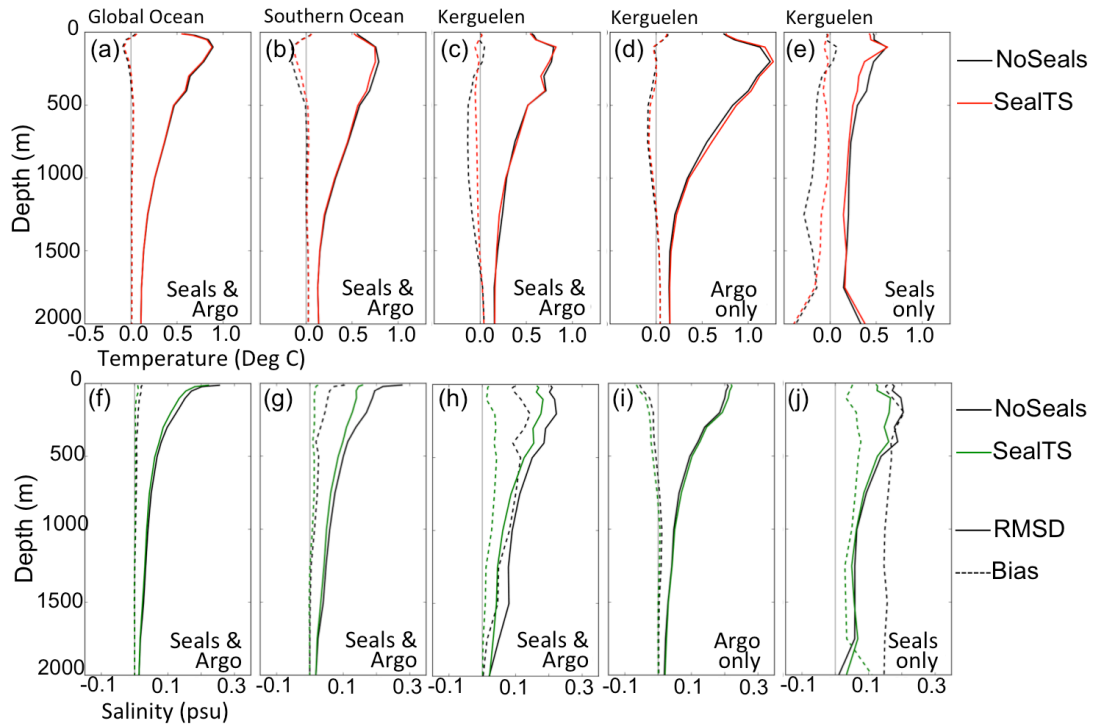 Global Ocean
Southern Ocean
Kerguelen
Kerguelen
Kerguelen
0
(a)
(b)
(c)
(d)
(e)
NoSeals
SealTS
500
Depth (m)
1000
1500
2000
Seals &
Argo
Seals &
Argo
Seals &
Argo
Argo
only
Seals
only
-0.5 0.0 0.5 1.0
0.0 0.5 1.0
0.0 0.5 1.0
0.0 0.5 1.0
0.0 0.5 1.0
Temperature (Deg C)
0
(f)
(g)
(h)
(i)
(j)
NoSeals
SealTS
500
Depth (m)
1000
RMSD
Bias
1500
2000
Seals &
Argo
Seals &
Argo
Seals &
Argo
Argo
only
Seals
only
-0.1 0.1 0.3
-0.1 0.1 0.3
-0.1 0.1 0.3
-0.1 0.1 0.3
-0.1 0.1 0.3
Salinity (psu)